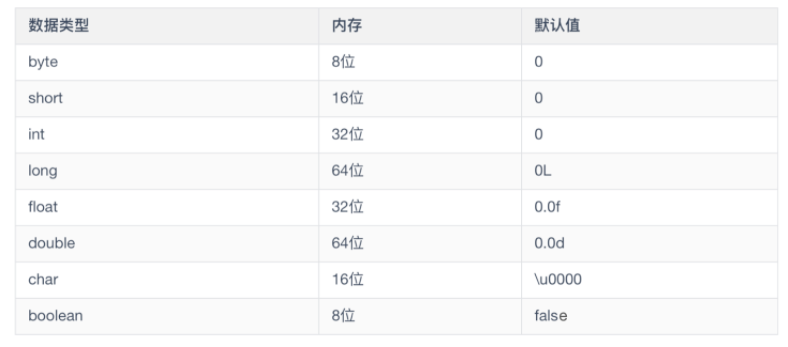 数据类型 内存 默认值
byte 8位 0
short 16位 0
int 32位 0
long 64位 0L
float 32位 0.0f
double 64位 0.0d
char 16位 \u0000
boolean 8位 false